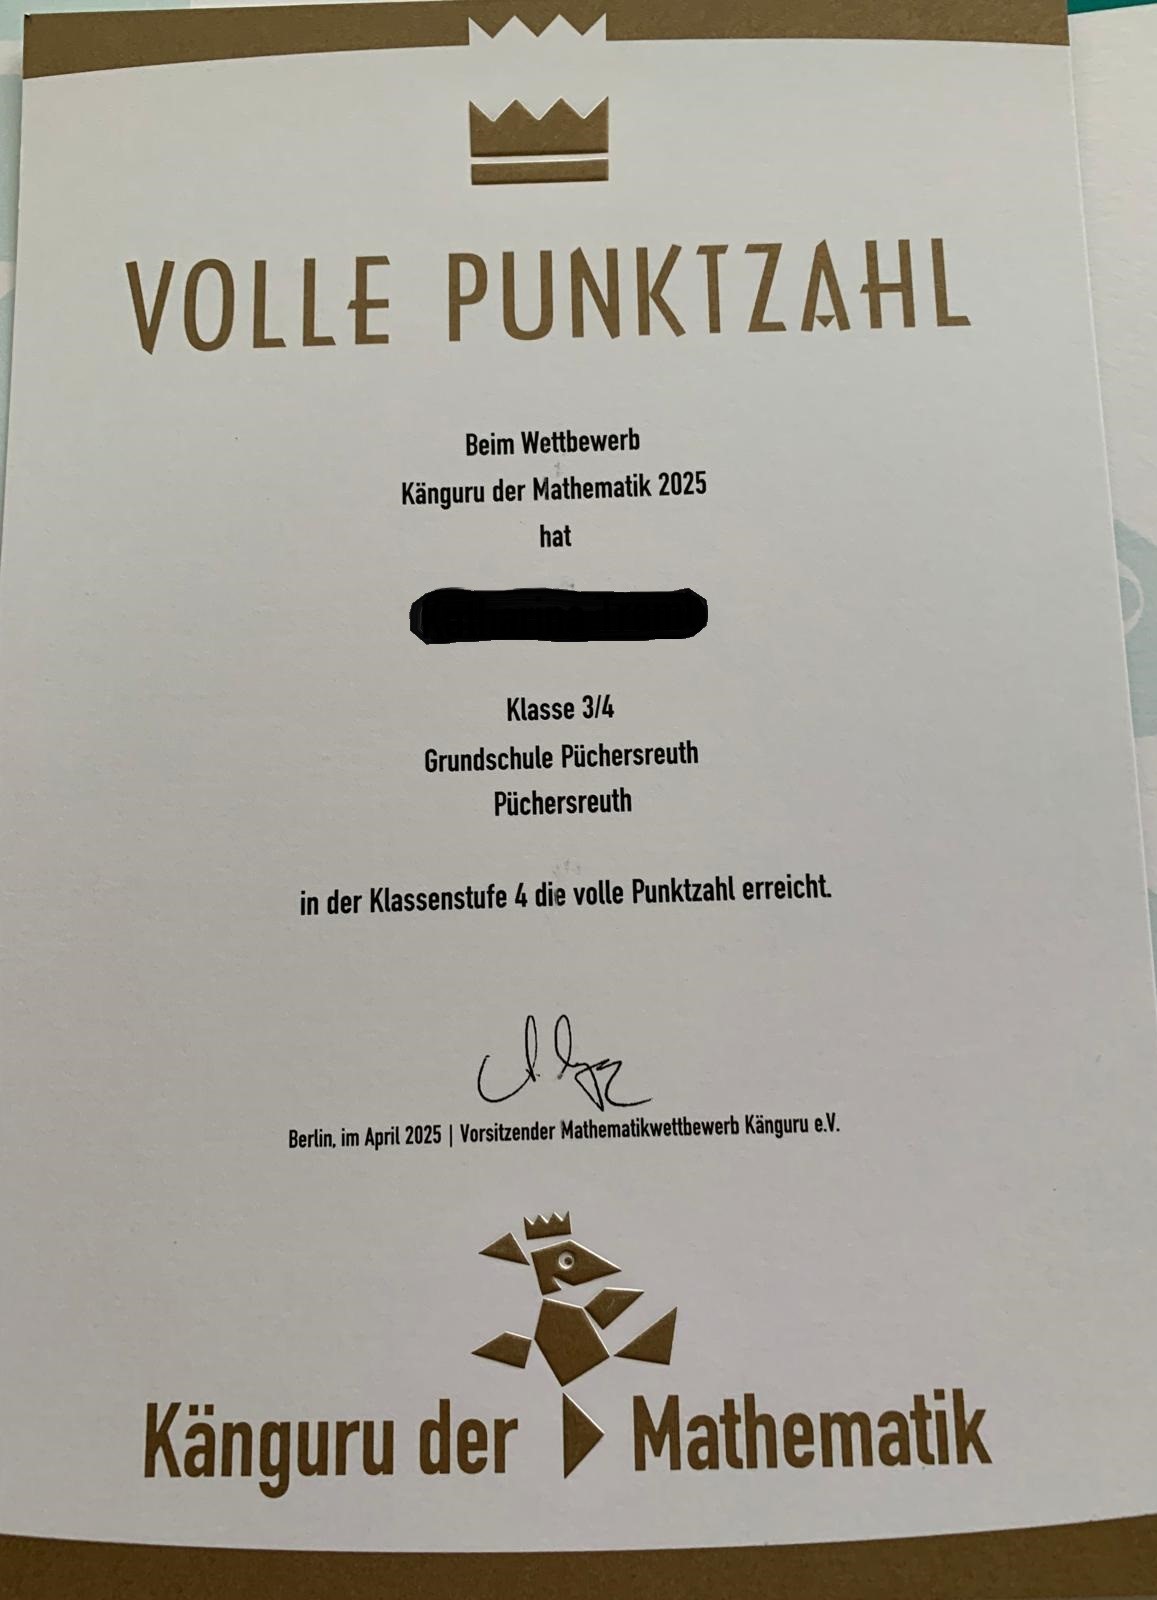 VOLLE PUNKTZAHL
Beim Wettbewerb
Känguru der Mathematik 2025
hat
Klasse 3/4
Grundschule Püchersreuth
Püchersreuth
in der Klassenstufe 4 die volle Punktzahl erreicht.
Berlin, im April 2025 | Vorsitzender Mathematikwettbewerb Känguru e.V.
Känguru der Mathematik